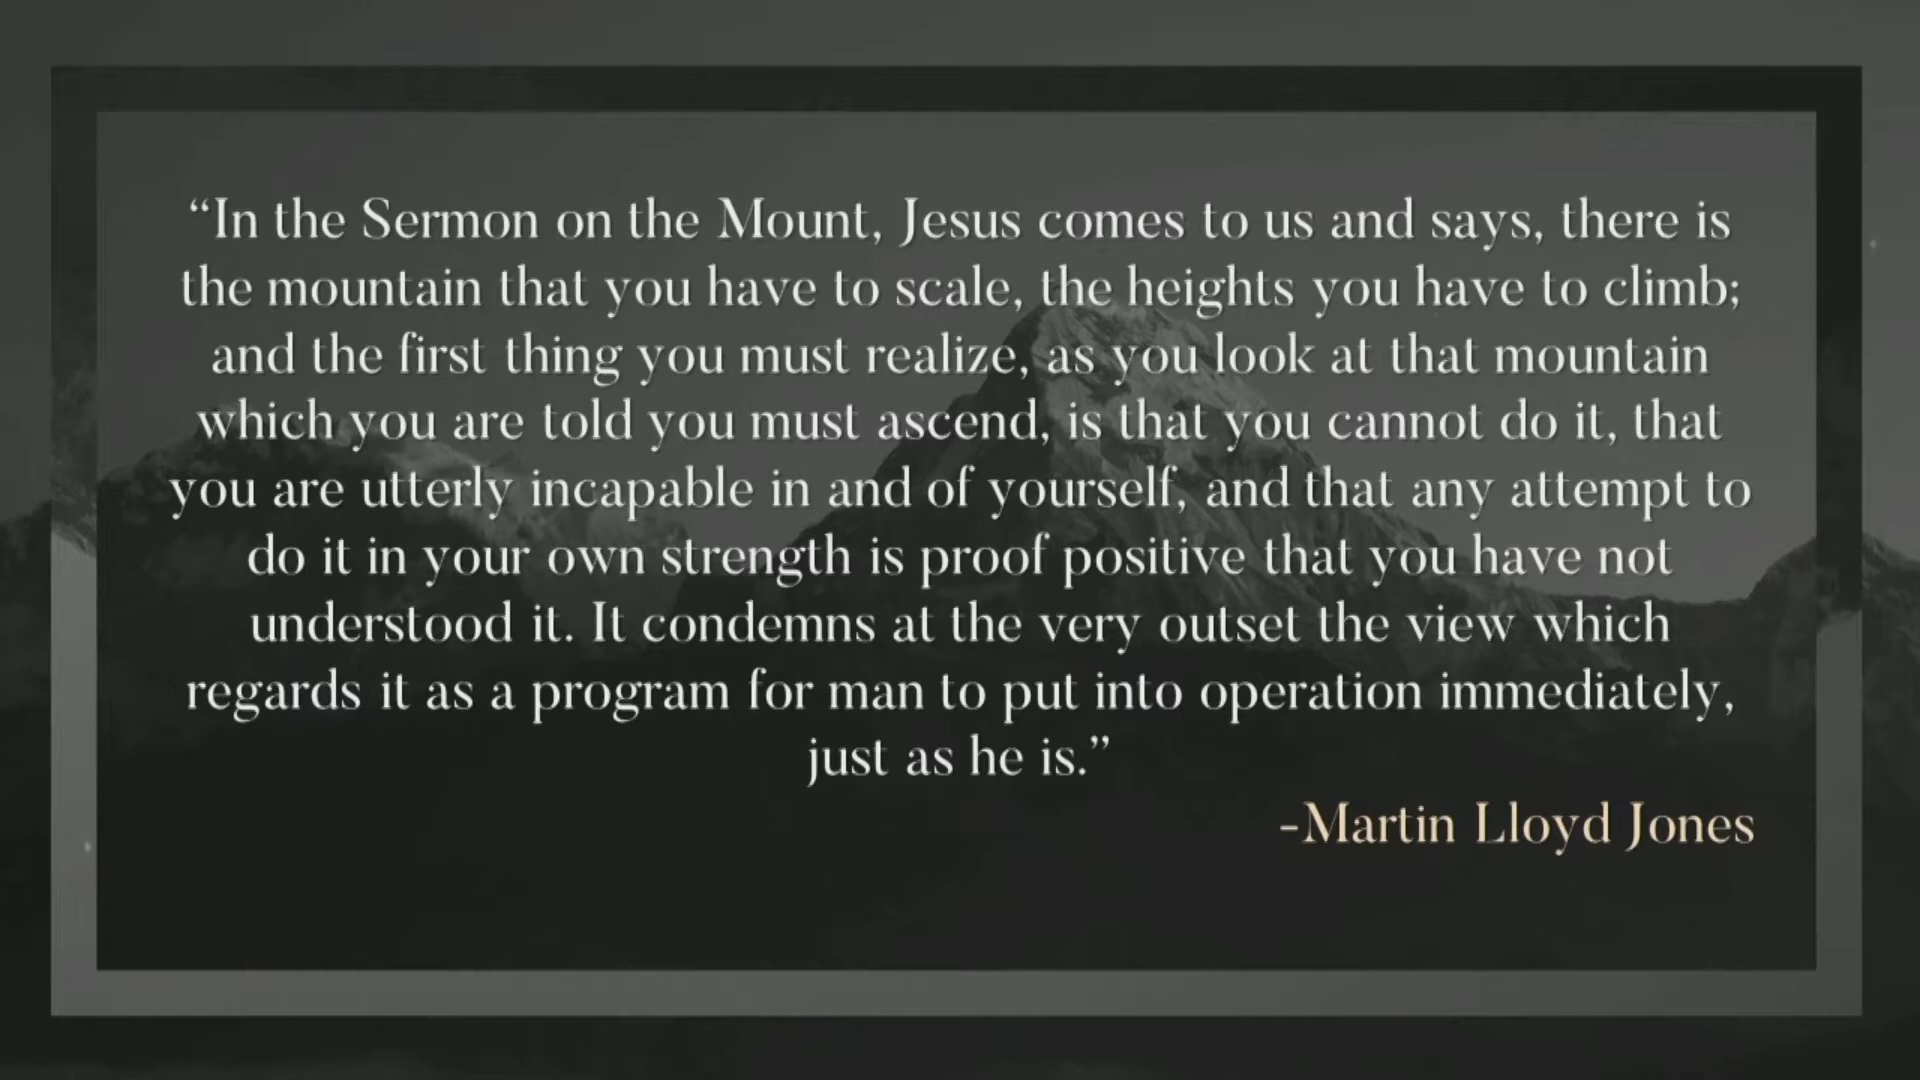 “In the Sermon on the Mount, Jesus comes to us and says, there is
the mountain that you have to scale, the heights you have to climb;
and the first thing you must realize, as you look at that mountain
which you are told you must ascend, is that you cannot do it, that
you are utterly incapable in and of yourself, and that any attempt to
do it in your own strength is proof positive that you have not
understood it. It condemns at the very outset the view which
regards it as a program for man to put into operation immediately,
just as he is.”
-Martin Lloyd Jones